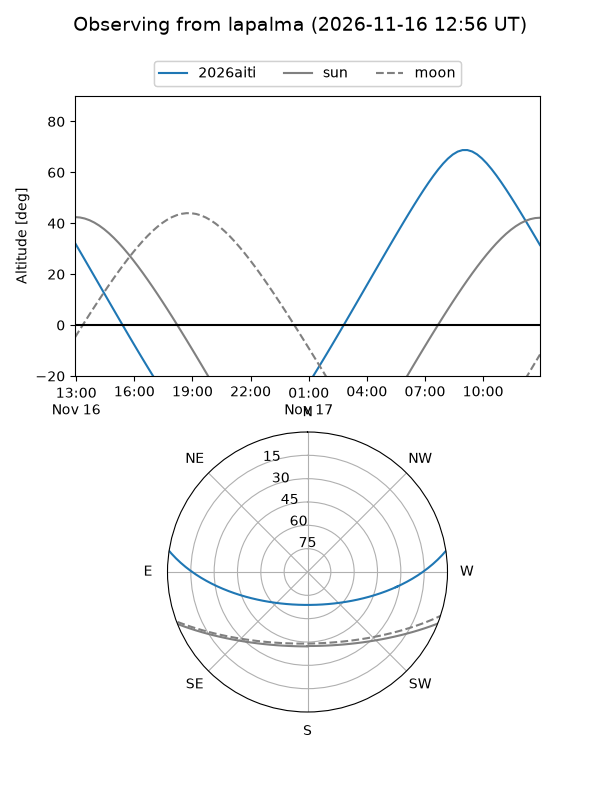 Observing from lapalma (2026-11-16 12:56 UT)
2026aiti sun moon
Altitude [deg]
80
60
40
20
0
−20
13:00 16:00 19:00 22:00 01:00 04:00 07:00 10:00
Nov 16 Nov 17
N
NE NW
15
30
45
60
75
E W
SE SW
S